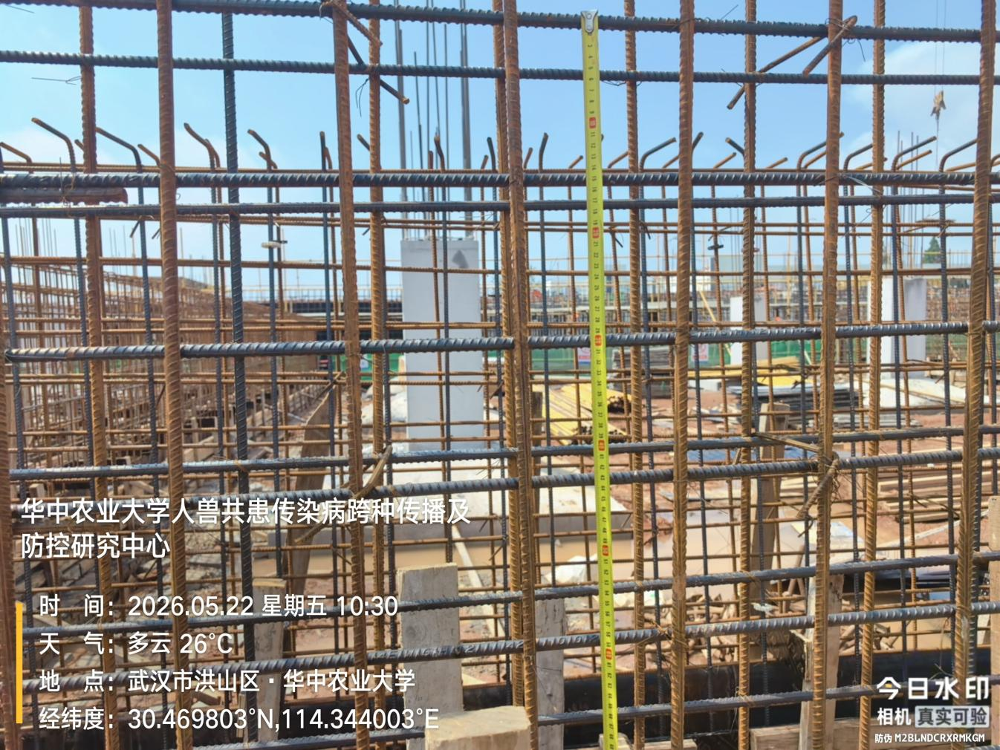 华中农业大学人兽共患传染病跨种传播及
防控研究中心
时 间：2026.05.22 星期五 10:30
天 气：多云 26°C
地 点：武汉市洪山区·华中农业大学
经纬度：30.469803°N,114.344003°E
今日水印
相机 真实可验
防伪 M2BLNDCRXRMKGM